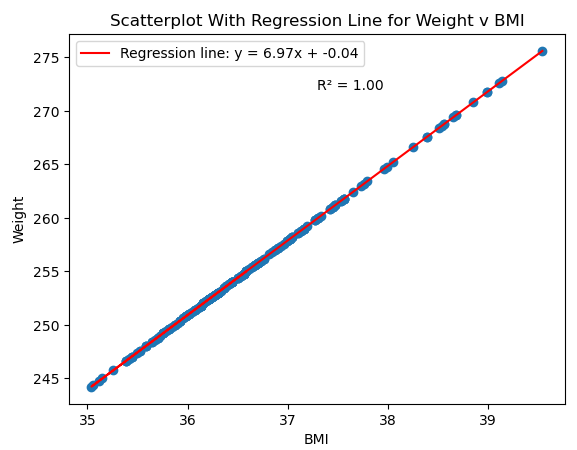 Scatterplot With Regression Line for Weight v BMI
Regression line: y = 6.97x + -0.04
R² = 1.00
275
270
265
260
255
250
245
Weight
35
36
37
38
39
BMI